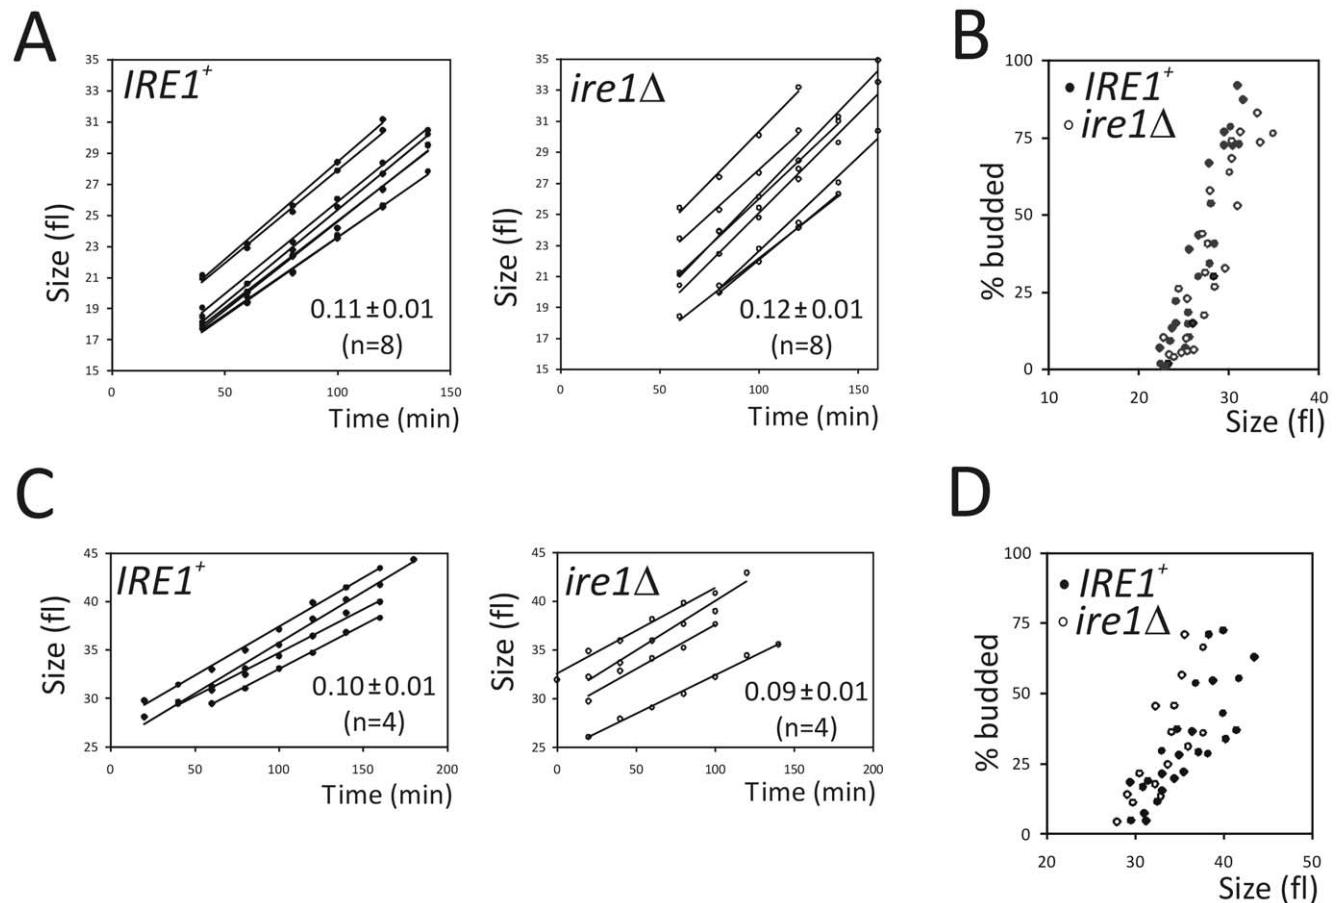 A
B
35
33
31
29
27
25
23
21
19
17
15
Size (fl)
IRE1+
0.11±0.01
(n=8)
0
50
100
150
Time (min)
35
33
31
29
27
25
23
21
19
17
15
Size (fl)
ire1Δ
0.12±0.01
(n=8)
0
50
100
150
Time (min)
100
75
50
25
0
% budded
IRE1+
ire1Δ
10
20
30
40
Size (fl)
C
D
45
40
35
30
25
Size (fl)
IRE1+
0.10±0.01
(n=4)
0
50
100
150
200
Time (min)
45
40
35
30
25
Size (fl)
ire1Δ
0.09±0.01
(n=4)
0
50
100
150
200
Time (min)
100
75
50
25
0
% budded
IRE1+
ire1Δ
20
30
40
50
Size (fl)